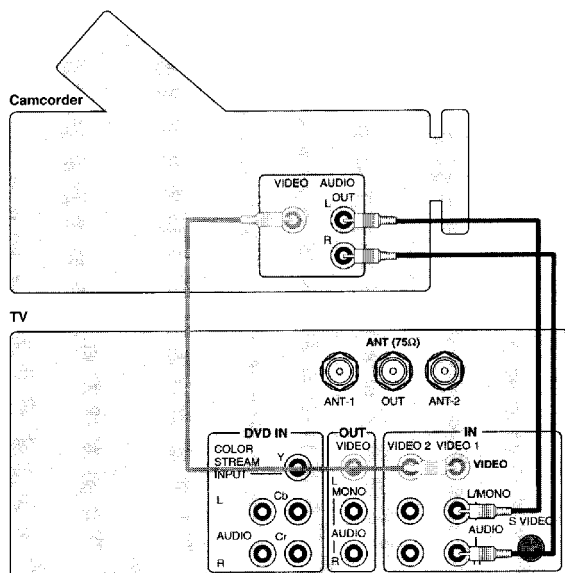 Camcorder
VIDEO AUDIO
OUT
L
R
TV
ANT (75Ω)
ANT-1 OUT ANT-2
DVD IN OUT IN
COLOR STREAM INPUT Y
VIDEO
VIDEO 2 VIDEO 1
VIDEO
L Cb
L MONO
L/MONO
AUDIO
S VIDEO
AUDIO Cr
R
AUDIO
R